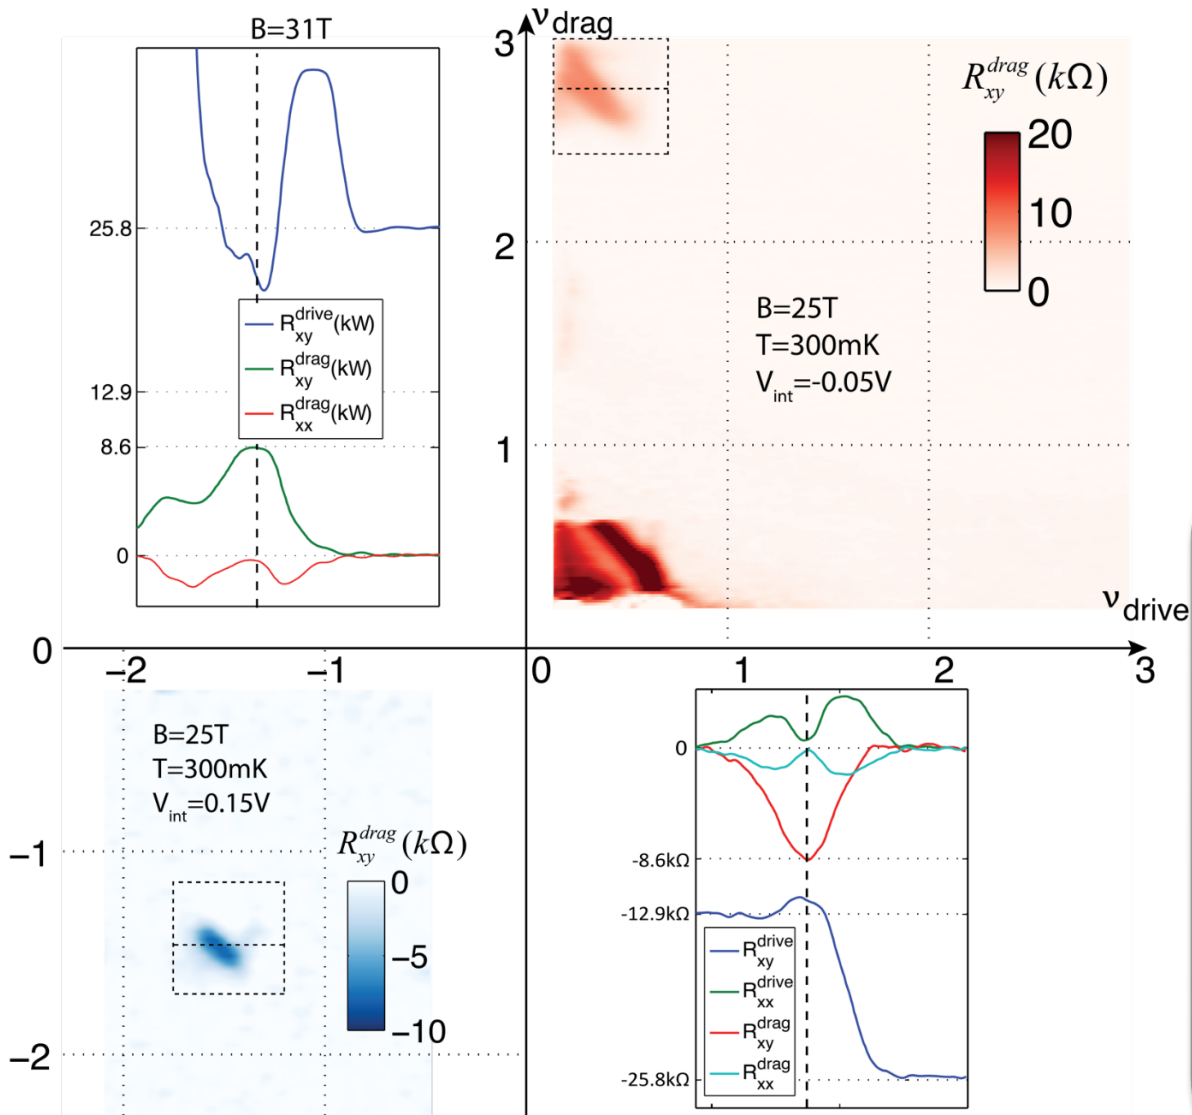 B=31T
ν drag
3
R_xy^drag (kΩ)
20
10
0
25.8
2
B=25T
T=300mK
V_int=-0.05V
R_xy^drive(kW)
R_xy^drag(kW)
R_xx^drag(kW)
12.9
8.6
1
0
ν drive
0
−2
−1
0
1
2
3
B=25T
T=300mK
V_int=0.15V
0
−1
R_xy^drag (kΩ)
0
−5
−10
-8.6kΩ
-12.9kΩ
R_xy^drive
R_xx^drive
R_xy^drag
R_xx^drag
−2
-25.8kΩ